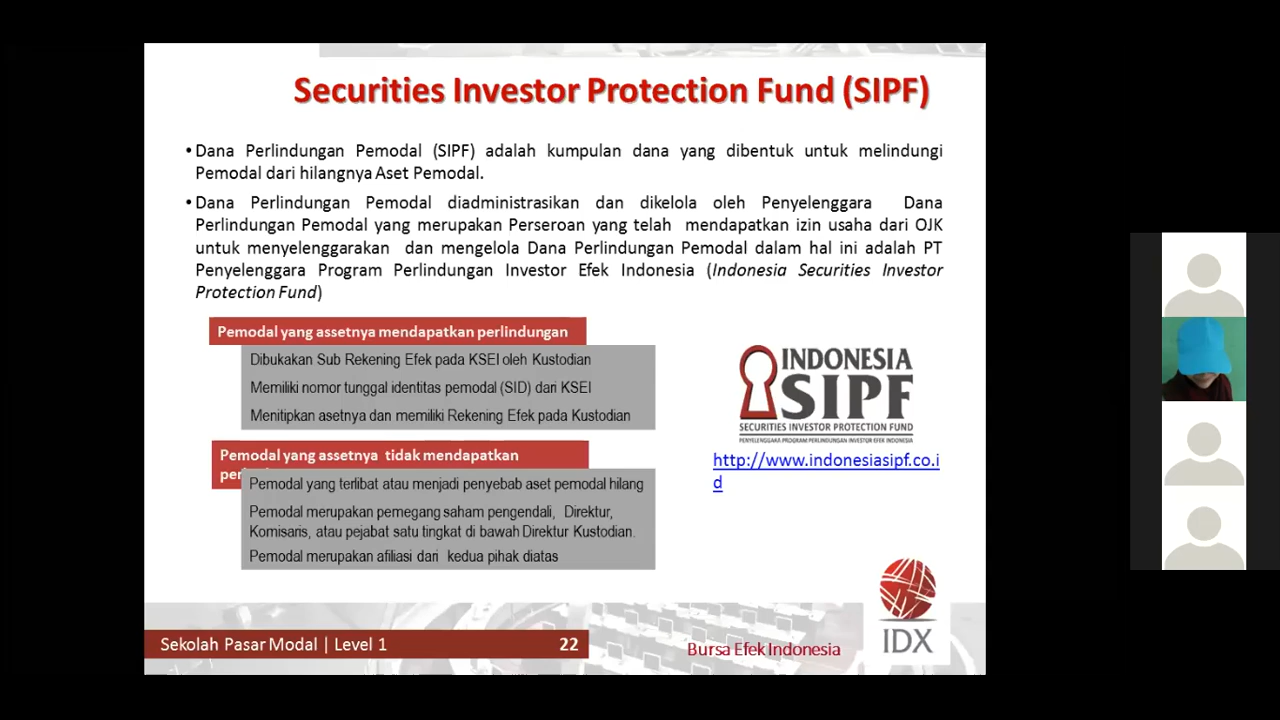 Securities Investor Protection Fund (SIPF)
• Dana Perlindungan Pemodal (SIPF) adalah kumpulan dana yang dibentuk untuk melindungi
Pemodal dari hilangnya Aset Pemodal.
• Dana Perlindungan Pemodal diadministrasikan dan dikelola oleh Penyelenggara Dana
Perlindungan Pemodal yang merupakan Perseroan yang telah mendapatkan izin usaha dari OJK
untuk menyelenggarakan dan mengelola Dana Perlindungan Pemodal dalam hal ini adalah PT
Penyelenggara Program Perlindungan Investor Efek Indonesia (Indonesia Securities Investor
Protection Fund)
Pemodal yang assetnya mendapatkan perlindungan
Dibukakan Sub Rekening Efek pada KSEI oleh Kustodian
Memiliki nomor tunggal identitas pemodal (SID) dari KSEI
Menitipkan asetnya dan memiliki Rekening Efek pada Kustodian
Pemodal yang assetnya tidak mendapatkan
Pemodal yang terlibat atau menjadi penyebab aset pemodal hilang
Pemodal merupakan pemegang saham pengendali, Direktur,
Komisaris, atau pejabat satu tingkat di bawah Direktur Kustodian.
Pemodal merupakan afiliasi dari kedua pihak diatas
INDONESIA
SIPF
SECURITIES INVESTOR PROTECTION FUND
PENYELENGGARA PROGRAM PERLINDUNGAN INVESTOR EFEK INDONESIA
http://www.indonesiasipf.co.i
d
Sekolah Pasar Modal | Level 1
22
Bursa Efek Indonesia
IDX